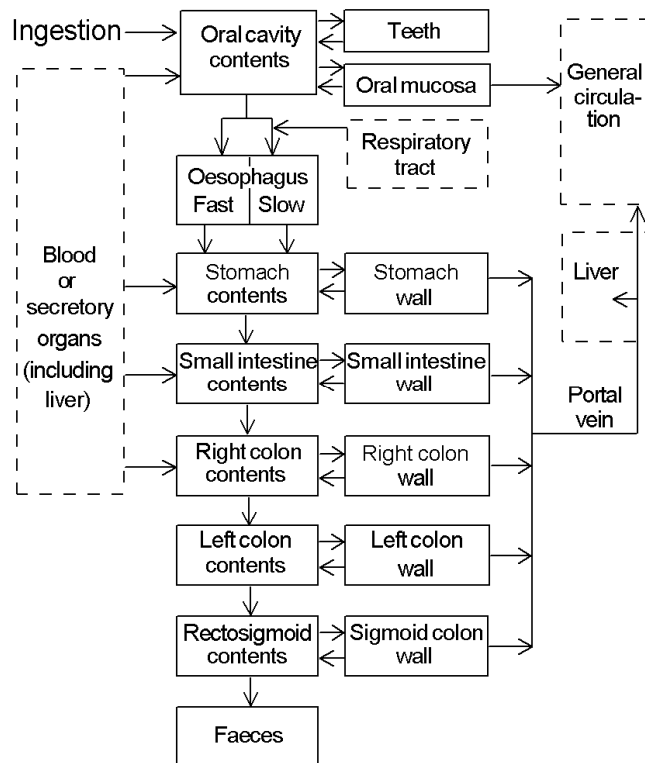 Ingestion
Oral cavity
contents
Teeth
Oral mucosa
General
circula-
tion
Respiratory
tract
Oesophagus
Fast
Slow
Blood
or
secretory
organs
(including
liver)
Stomach
contents
Stomach
wall
Liver
Small intestine
contents
Small intestine
wall
Portal
vein
Right colon
contents
Right colon
wall
Left colon
contents
Left colon
wall
Rectosigmoid
contents
Sigmoid colon
wall
Faeces